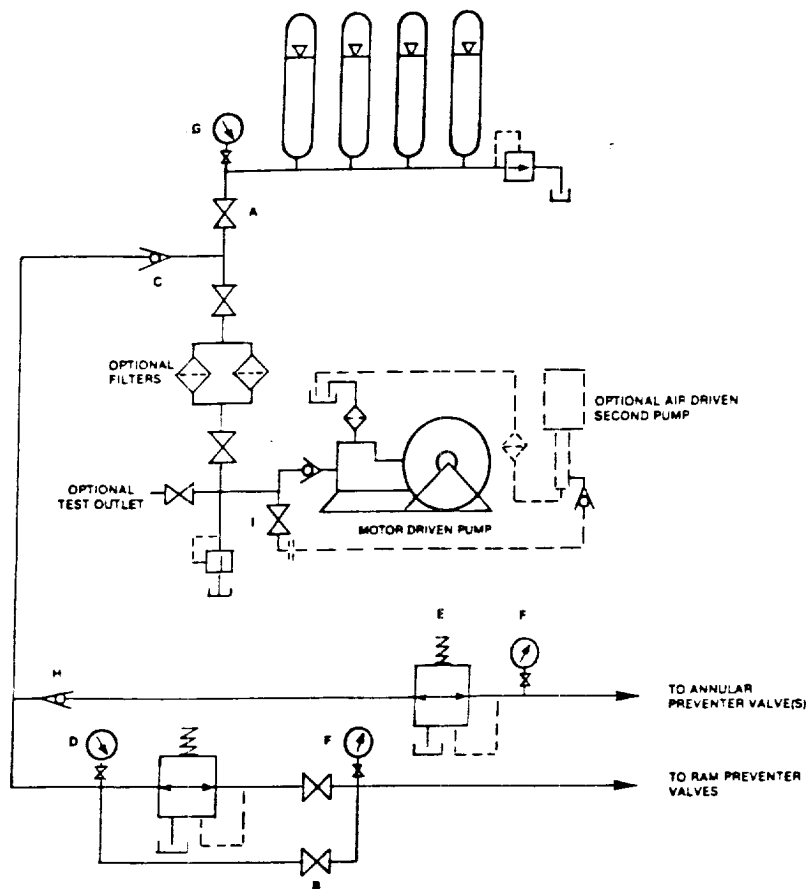 G
A
C
OPTIONAL
FILTERS
OPTIONAL AIR DRIVEN
SECOND PUMP
OPTIONAL
TEST OUTLET
I
MOTOR DRIVEN PUMP
E
F
H
TO ANNULAR
PREVENTER VALVE(S)
D
F
TO RAM PREVENTER
VALVES
B